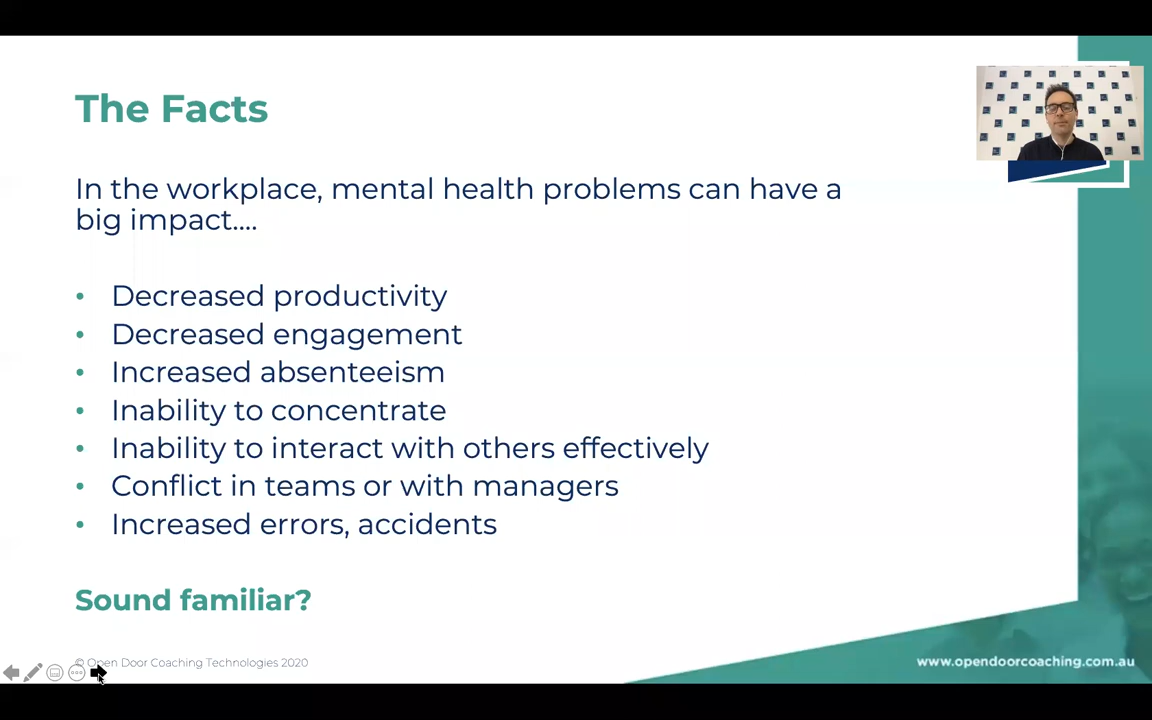 The Facts
In the workplace, mental health problems can have a
big impact....
• Decreased productivity
• Decreased engagement
• Increased absenteeism
• Inability to concentrate
• Inability to interact with others effectively
• Conflict in teams or with managers
• Increased errors, accidents
Sound familiar?
© Open Door Coaching Technologies 2020
www.opendoorcoaching.com.au